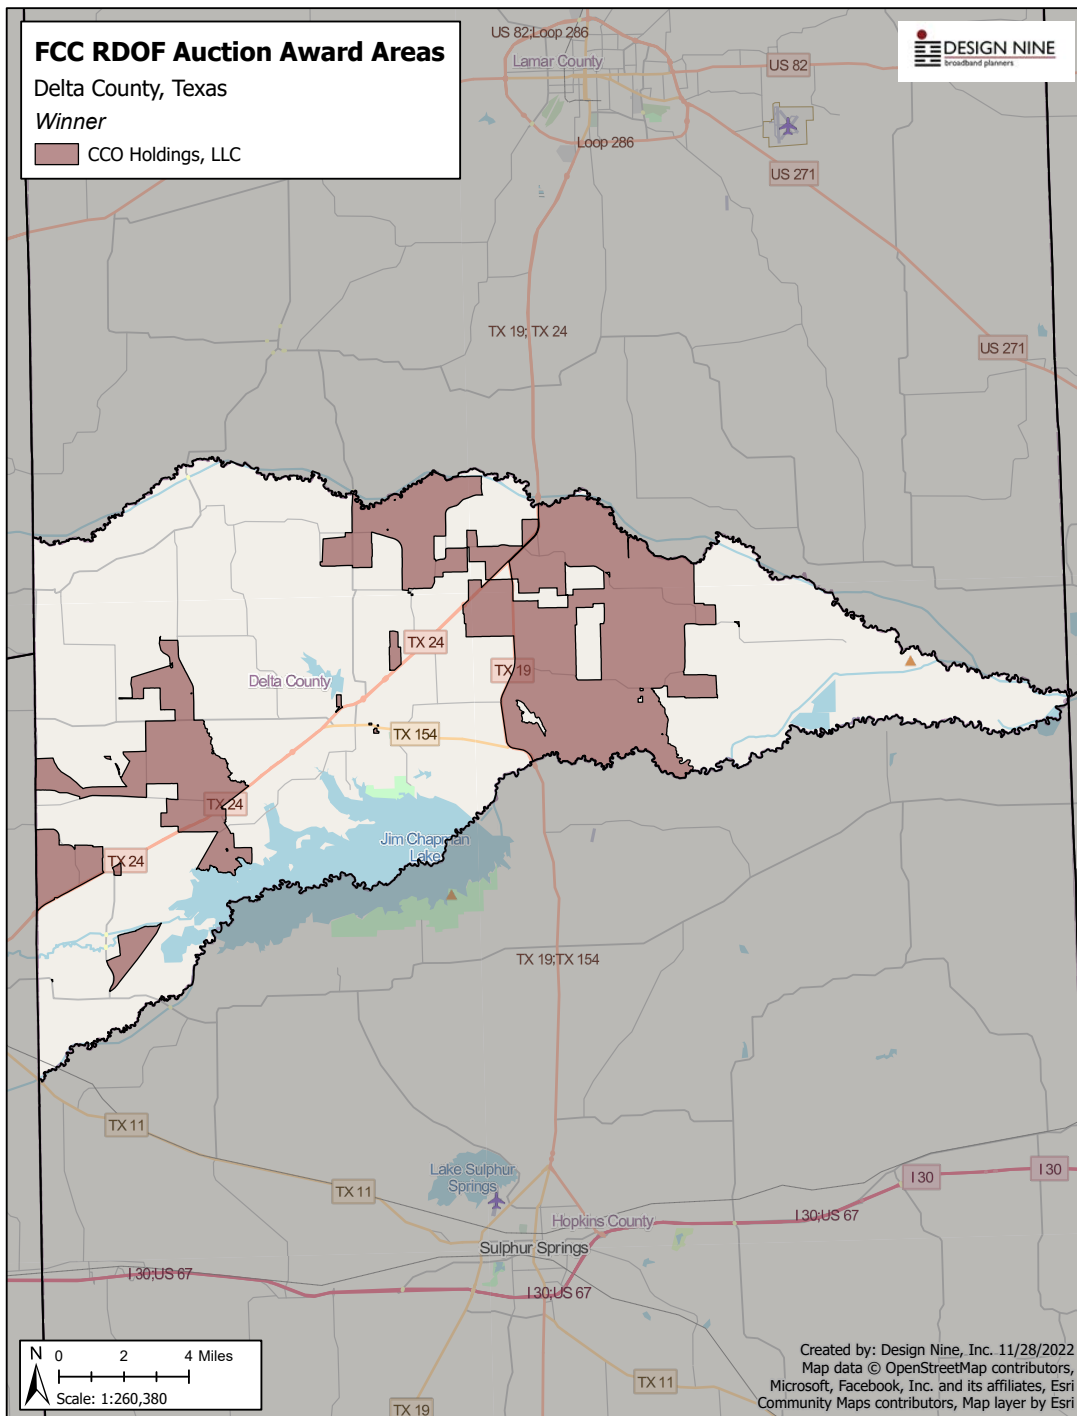 FCC RDOF Auction Award Areas
Delta County, Texas
Winner
CCO Holdings, LLC
DESIGN NINE
broadband planners
US 82;Loop 286
Lamar County
US 82
Loop 286
US 271
TX 19; TX 24
US 271
TX 24
TX 19
Delta County
TX 154
TX 24
Jim Chapman
Lake
TX 24
TX 19;TX 154
TX 11
Lake Sulphur
Springs
TX 11
I 30
I 30
Hopkins County
I 30;US 67
Sulphur Springs
I 30;US 67
I 30;US 67
TX 11
TX 19
N
0 2 4 Miles
Scale: 1:260,380
Created by: Design Nine, Inc. 11/28/2022
Map data © OpenStreetMap contributors,
Microsoft, Facebook, Inc. and its affiliates, Esri
Community Maps contributors, Map layer by Esri